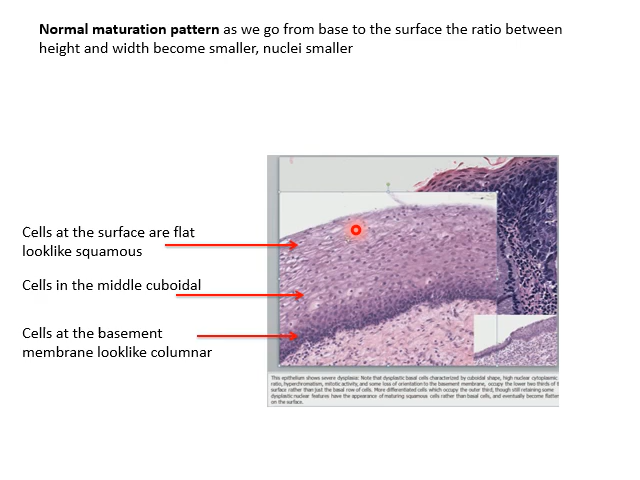 Normal maturation pattern as we go from base to the surface the ratio between
height and width become smaller, nuclei smaller
Cells at the surface are flat
looklike squamous
Cells in the middle cuboidal
Cells at the basement
membrane looklike columnar
This epithelium shows severe dysplasia: Note that dysplastic basal cells characterized by cuboidal shape, high nuclear cytoplasmic
ratio, hyperchromatism, mitotic activity, and some loss of orientation to the basement membrane, occupy the lower two thirds of
surface rather than just the basal row of cells. More differentiated cells which occupy the outer third, though still retaining some
dysplastic nuclear features have the appearance of maturing squamous cells rather than basal cells, and eventually become flatter
on the surface.